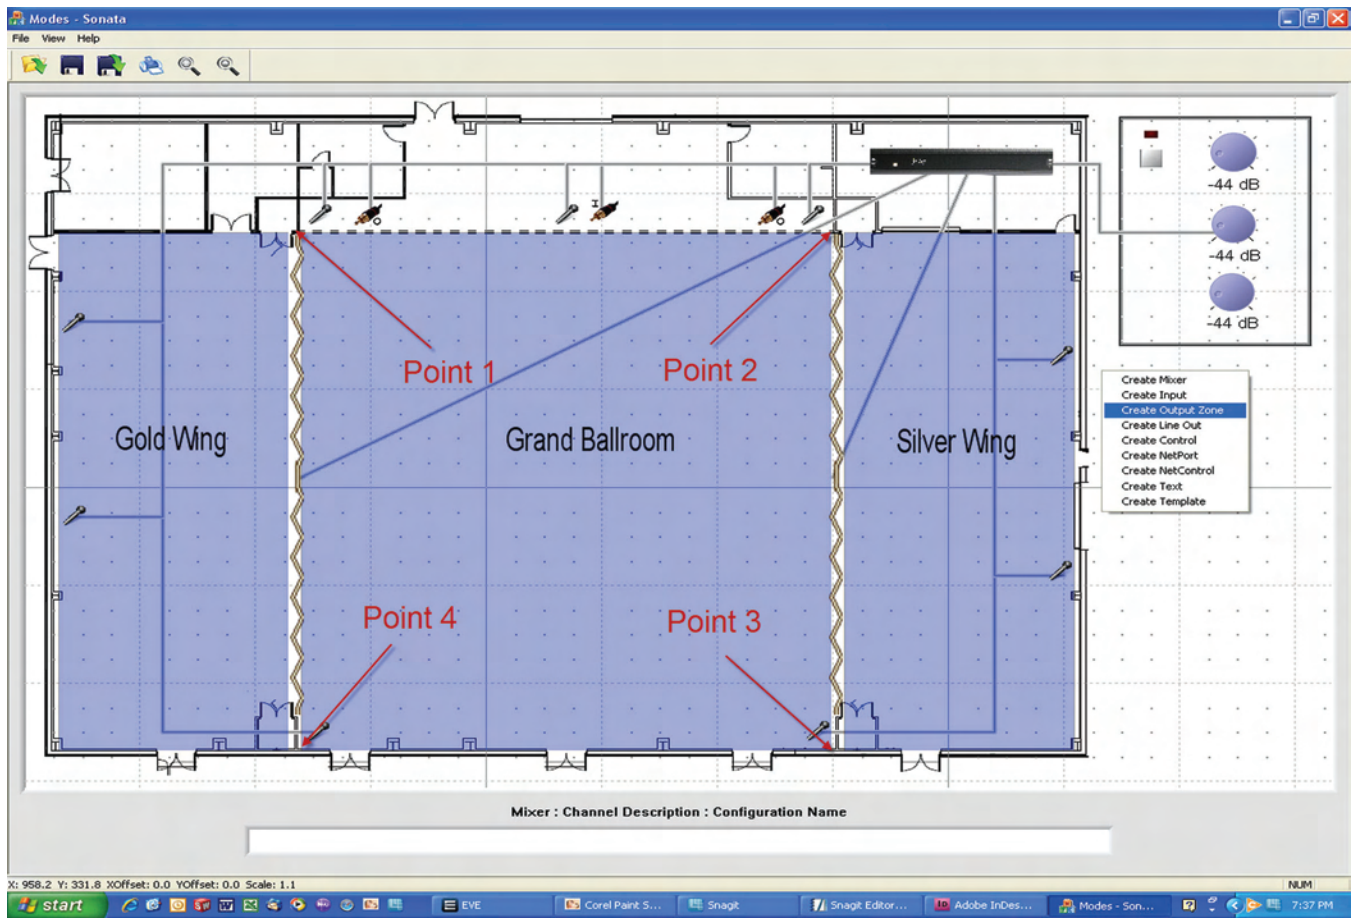 Modes - Sonata
File View Help
-44 dB
-44 dB
-44 dB
Point 1
Point 2
Create Mixer
Create Input
Create Output Zone
Create Line Out
Create Control
Create NetPort
Create NetControl
Create Text
Create Template
Gold Wing
Grand Ballroom
Silver Wing
Point 4
Point 3
Mixer : Channel Description : Configuration Name
X: 958.2 Y: 331.8 XOffset: 0.0 YOffset: 0.0 Scale: 1.1
NUM
start
EVE
Corel Paint S...
Snagit
Snagit Editor...
Adobe InDes...
Modes - Son...
7:37 PM